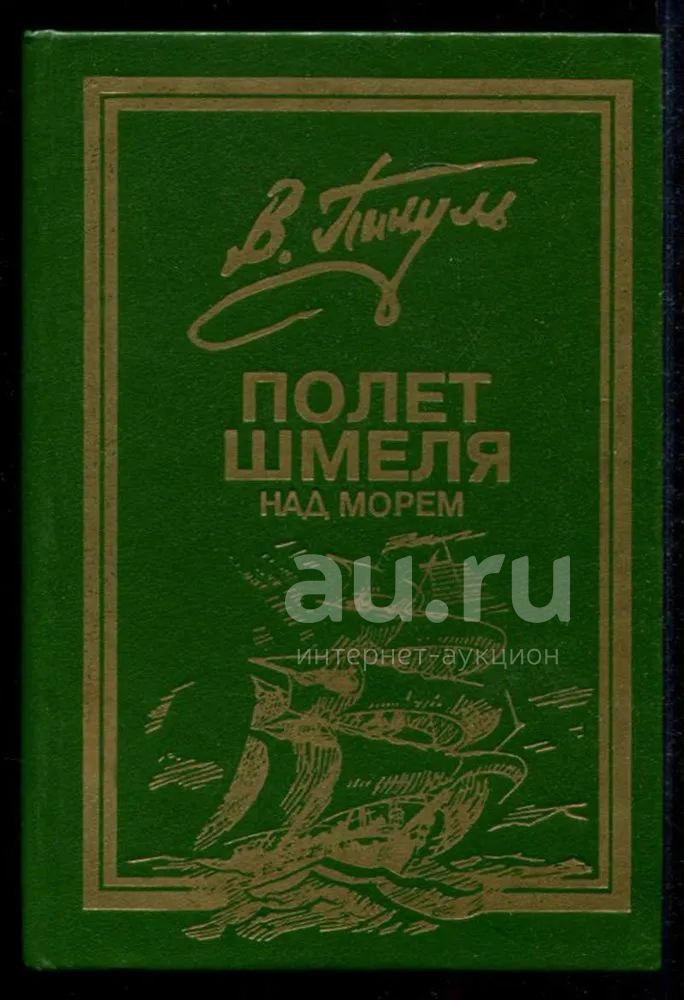 В. Пикуль
ПОЛЕТ
ШМЕЛЯ
НАД МОРЕМ
au.ru
интернет-аукцион